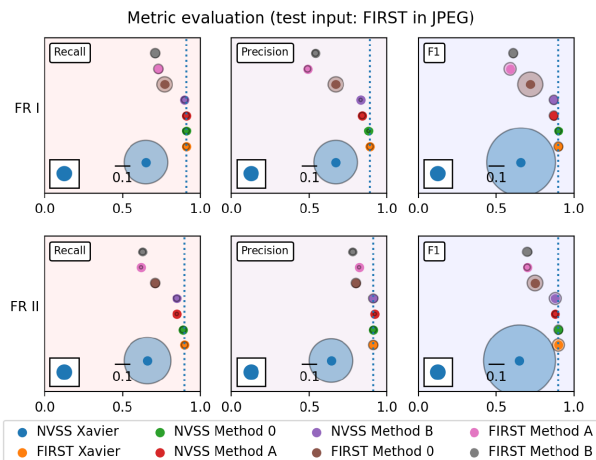 Metric evaluation (test input: FIRST in JPEG)
Recall
Precision
F1
FR I
0.1
0.1
0.1
0.0 0.5 1.0 0.0 0.5 1.0 0.0 0.5 1.0
Recall
Precision
F1
FR II
0.1
0.1
0.1
0.0 0.5 1.0 0.0 0.5 1.0 0.0 0.5 1.0
NVSS Xavier NVSS Method 0 NVSS Method B FIRST Method A
FIRST Xavier NVSS Method A FIRST Method 0 FIRST Method B